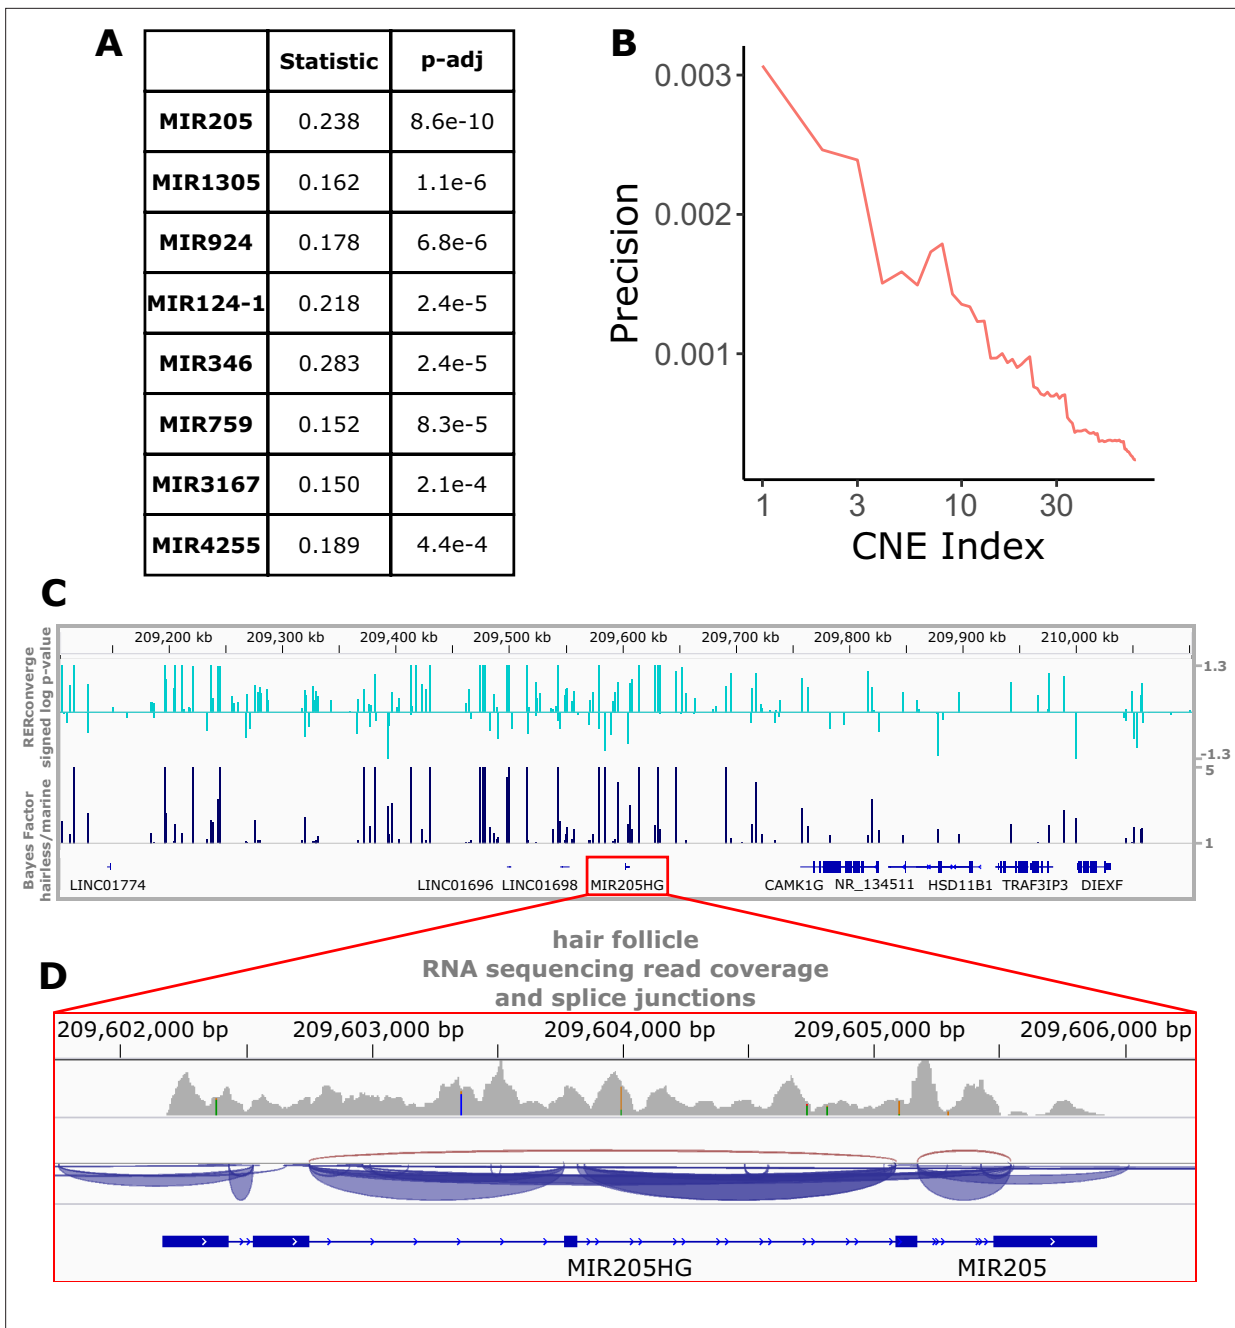 A
Statistic p-adj
MIR205 0.238 8.6e-10
MIR1305 0.162 1.1e-6
MIR924 0.178 6.8e-6
MIR124-1 0.218 2.4e-5
MIR346 0.283 2.4e-5
MIR759 0.152 8.3e-5
MIR3167 0.150 2.1e-4
MIR4255 0.189 4.4e-4
B
Precision
0.003
0.002
0.001
1 3 10 30
CNE Index
C
209,200 kb 209,300 kb 209,400 kb 209,500 kb 209,600 kb 209,700 kb 209,800 kb 209,900 kb 210,000 kb
RERconverge
signed log p-value
1.3
-1.3
Bayes Factor
hairless/marine
5
1
LINC01774 LINC01696 LINC01698 MIR205HG CAMK1G NR_134511 HSD11B1 TRAF3IP3 DIEXF
hair follicle
RNA sequencing read coverage
and splice junctions
D
209,602,000 bp 209,603,000 bp 209,604,000 bp 209,605,000 bp 209,606,000 bp
MIR205HG MIR205